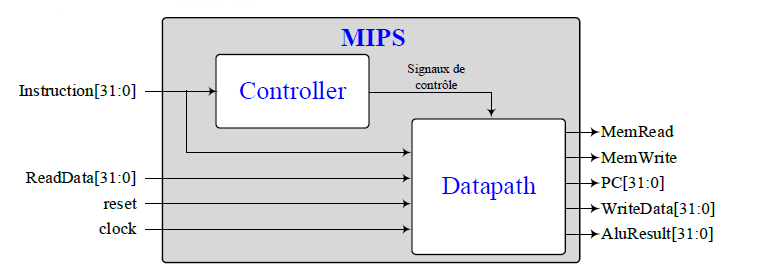 MIPS
Signaux de
contrôle
Instruction[31:0]
Controller
MemRead
MemWrite
ReadData[31:0]
Datapath
PC[31:0]
reset
WriteData[31:0]
clock
AluResult[31:0]